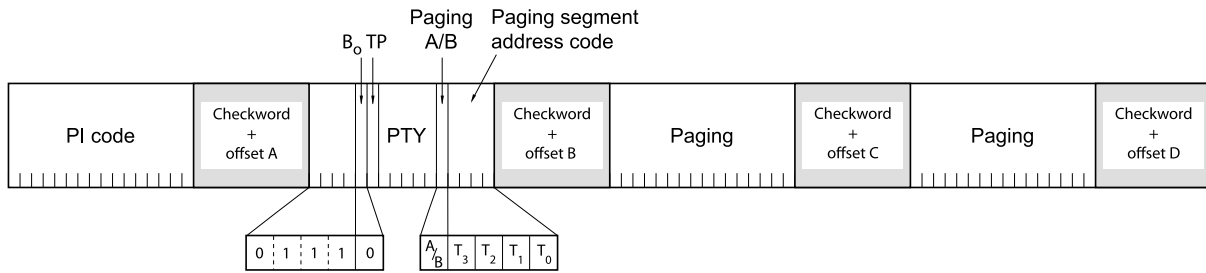 Paging
A/B
Paging segment
address code
B₀ TP
PI code
Checkword
+
offset A
PTY
Checkword
+
offset B
Paging
Checkword
+
offset C
Paging
Checkword
+
offset D
0 1 1 1 0
A/B T₃ T₂ T₁ T₀